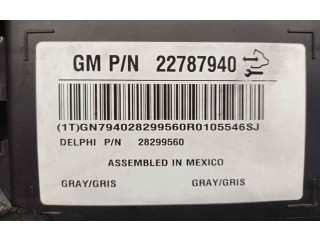 GM P/N 22787940
(1T)GN794028299560R0105546SJ
DELPHI P/N 28299560
ASSEMBLED IN MEXICO
GRAY/GRIS GRAY/GRIS